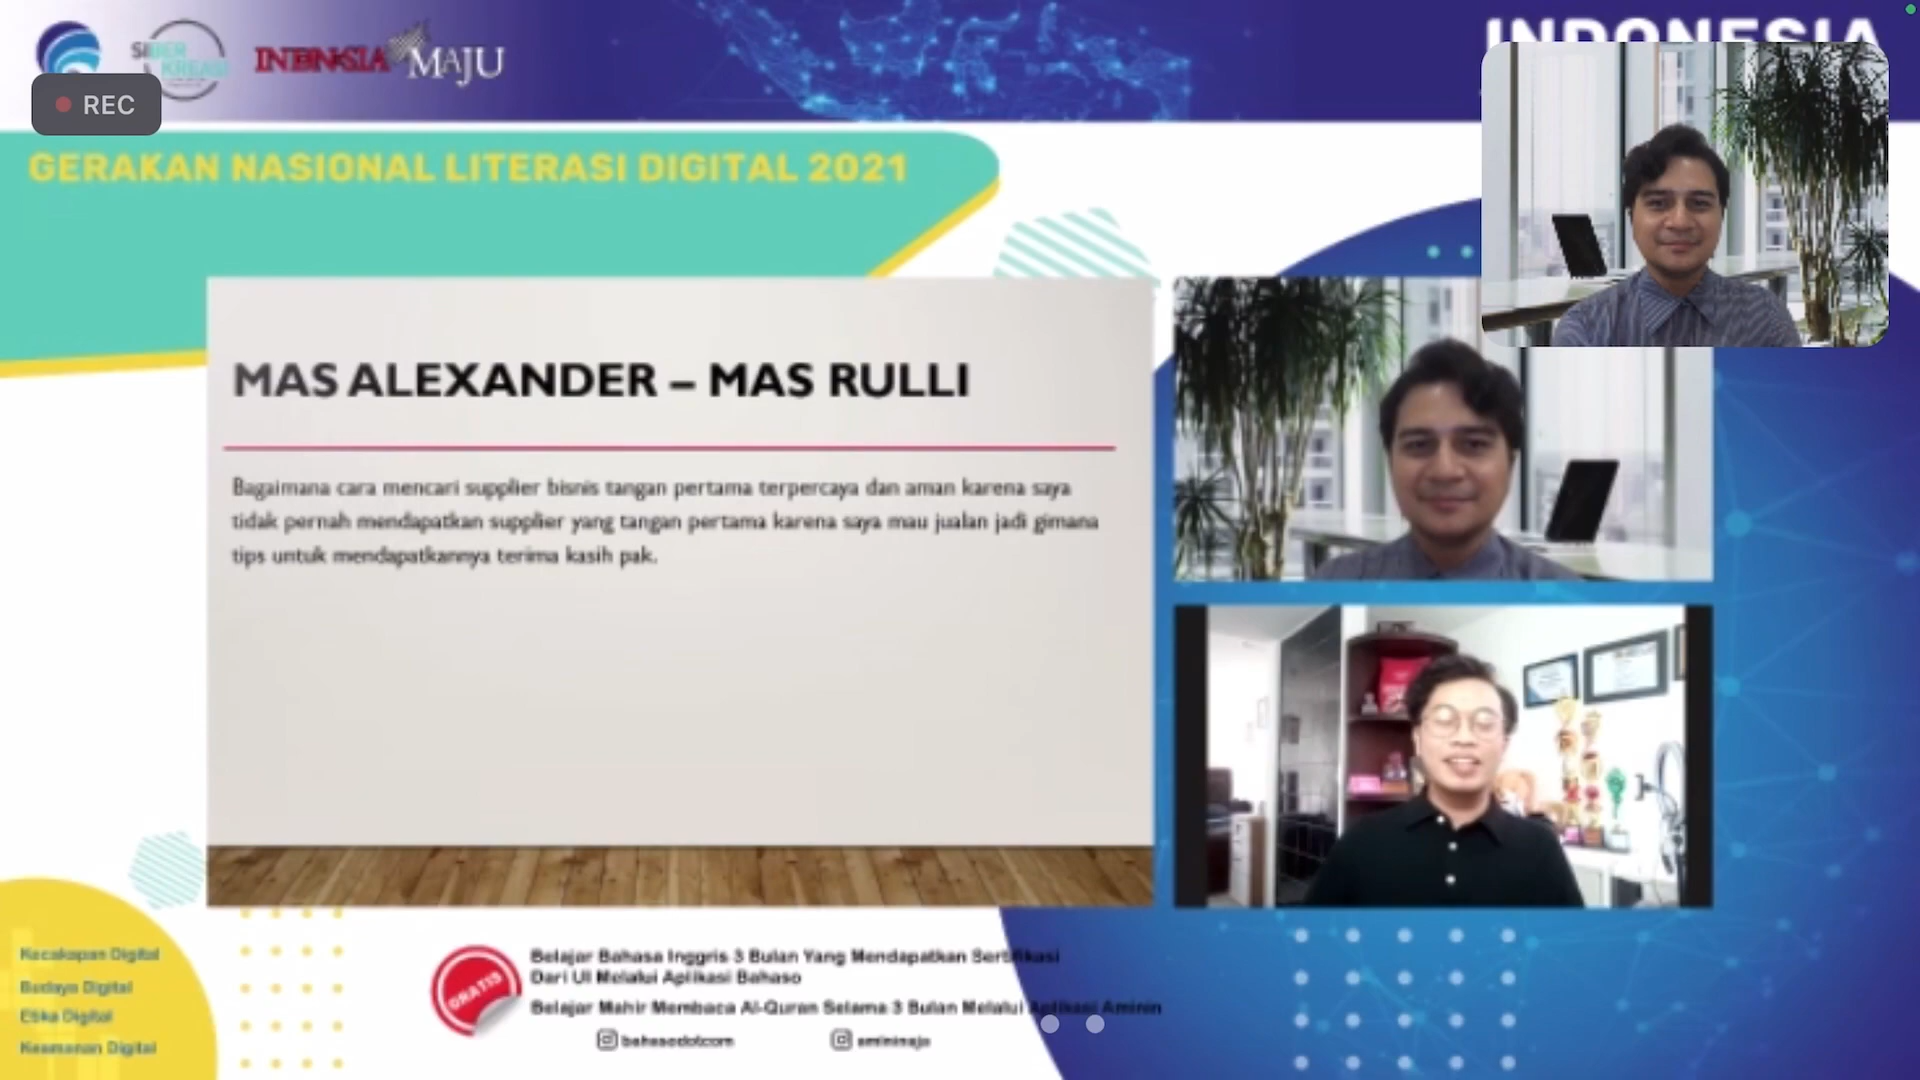 SIBER
KREASI
INDONESIA MAJU
INDONESIA
REC
GERAKAN NASIONAL LITERASI DIGITAL 2021
MAS ALEXANDER – MAS RULLI
Bagaimana cara mencari supplier bisnis tangan pertama terpercaya dan aman karena saya
tidak pernah mendapatkan supplier yang tangan pertama karena saya mau jualan jadi gimana
tips untuk mendapatkannya terima kasih pak.
Kecakapan Digital
Budaya Digital
Etika Digital
Keamanan Digital
GRATIS
Belajar Bahasa Inggris 3 Bulan Yang Mendapatkan Sertifikasi
Dari UI Melalui Aplikasi Bahaso
Belajar Mahir Membaca Al-Quran Selama 3 Bulan Melalui Aplikasi Aminin
bahasodotcom
amininaja